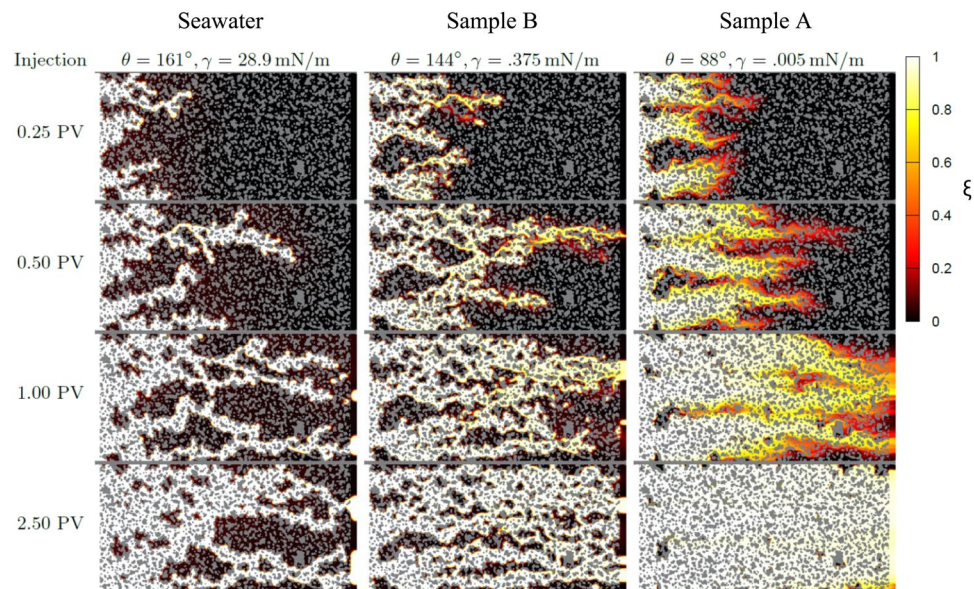 Seawater Sample B Sample A
Injection θ = 161°, γ = 28.9 mN/m θ = 144°, γ = .375 mN/m θ = 88°, γ = .005 mN/m
1
0.25 PV
0.8
0.6
ξ
0.4
0.50 PV
0.2
0
1.00 PV
2.50 PV